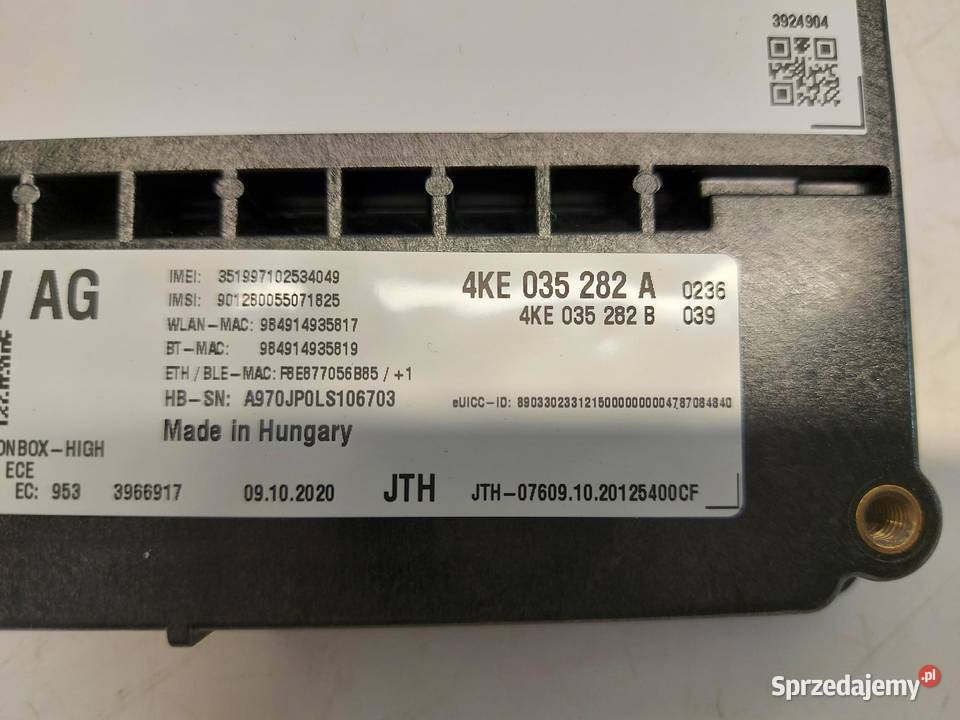 3924904
AG
IMEI: 351997102534049
IMSI: 901280055071825
WLAN-MAC: 984914935817
BT-MAC: 984914935819
ETH / BLE-MAC: F8E877056B85 / +1
HB-SN: A970JP0LS106703
Made in Hungary
4KE 035 282 A 0236
4KE 035 282 B 039
eUICC-ID: 89033023312150000000004787084840
ONBOX-HIGH
ECE
EC: 953 3966917 09.10.2020 JTH JTH-07609.10.20125400CF
Sprzedajemy.pl